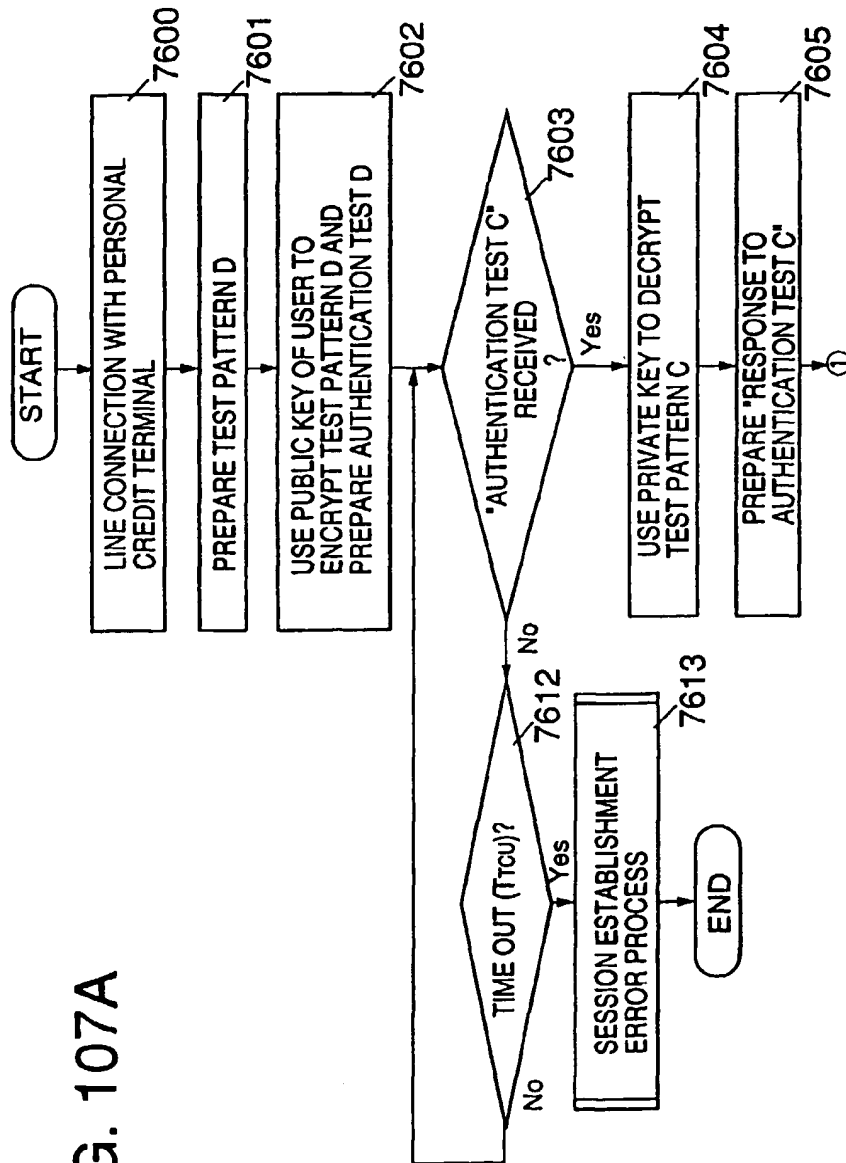 G. 107A
START
LINE CONNECTION WITH PERSONAL
CREDIT TERMINAL
7600
PREPARE TEST PATTERN D
7601
USE PUBLIC KEY OF USER TO
ENCRYPT TEST PATTERN D AND
PREPARE AUTHENTICATION TEST D
7602
"AUTHENTICATION TEST C"
RECEIVED
?
7603
Yes
No
USE PRIVATE KEY TO DECRYPT
TEST PATTERN C
7604
PREPARE "RESPONSE TO
AUTHENTICATION TEST C"
7605
①
TIME OUT (TTCU)?
7612
No
Yes
SESSION ESTABLISHMENT
ERROR PROCESS
7613
END